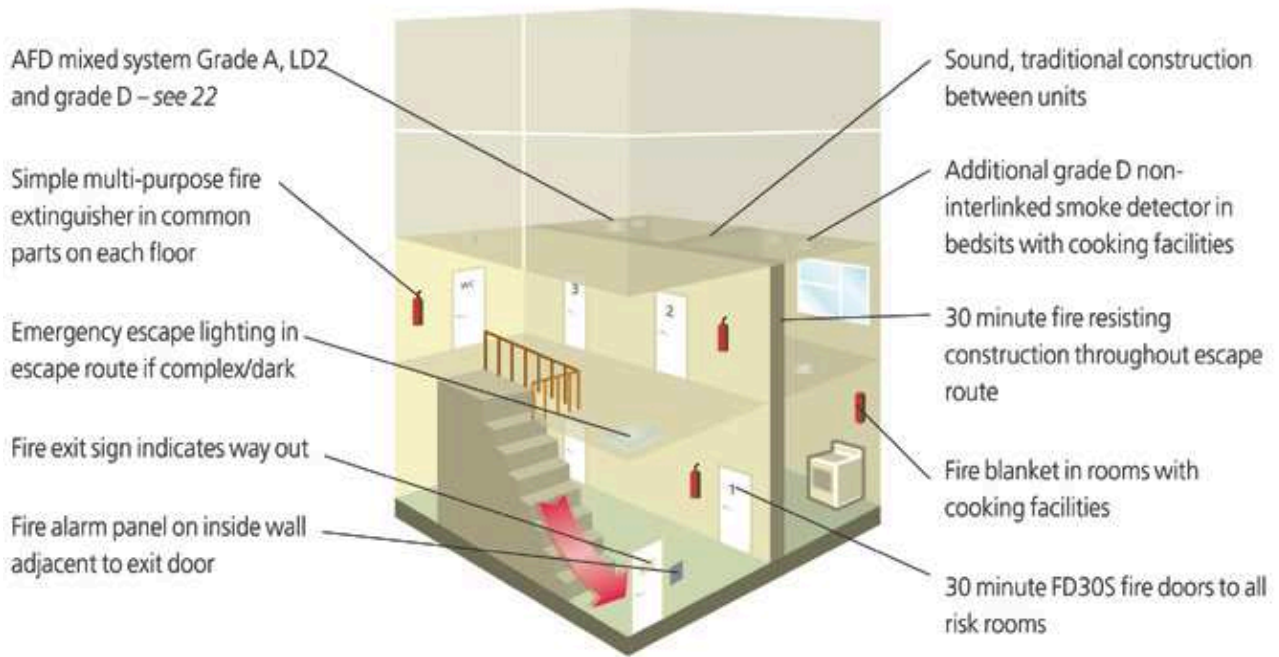 AFD mixed system Grade A, LD2
and grade D – see 22
Simple multi-purpose fire
extinguisher in common
parts on each floor
Emergency escape lighting in
escape route if complex/dark
Fire exit sign indicates way out
Fire alarm panel on inside wall
adjacent to exit door
WC
3
2
1
Sound, traditional construction
between units
Additional grade D non-
interlinked smoke detector in
bedsits with cooking facilities
30 minute fire resisting
construction throughout escape
route
Fire blanket in rooms with
cooking facilities
30 minute FD30S fire doors to all
risk rooms